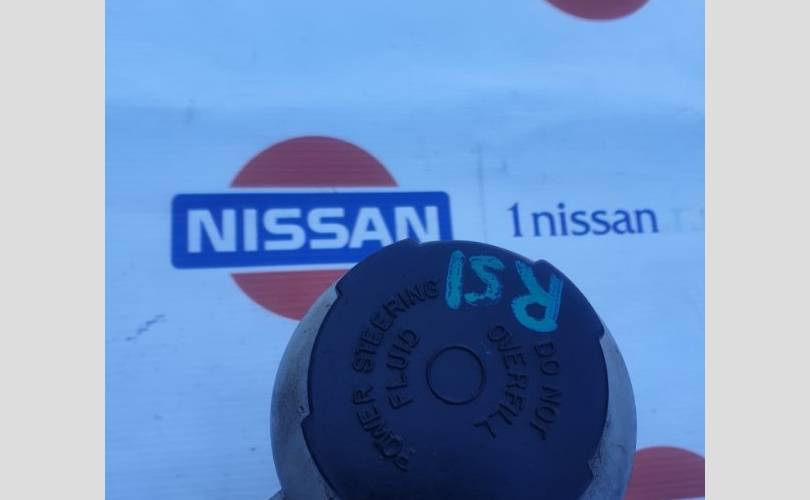 NISSAN
1nissan
R51
POWER STEERING
FLUID
DO NOT
OVERFILL